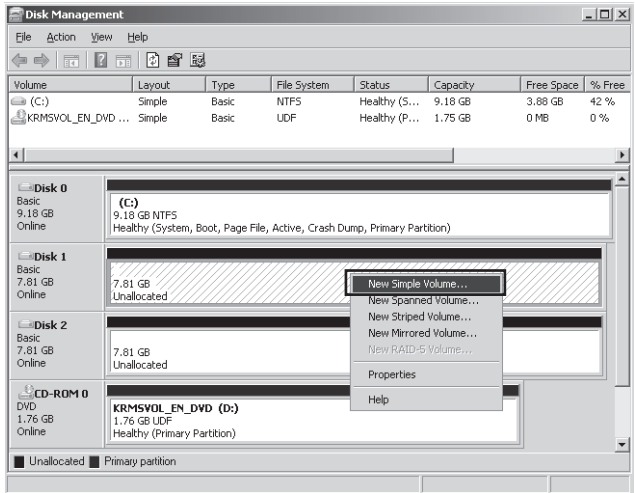 Disk Management
File Action View Help
Volume Layout Type File System Status Capacity Free Space % Free
(C:) Simple Basic NTFS Healthy (S... 9.18 GB 3.88 GB 42 %
KRMSVOL_EN_DVD ... Simple Basic UDF Healthy (P... 1.75 GB 0 MB 0 %
Disk 0
Basic
9.18 GB
Online
(C:)
9.18 GB NTFS
Healthy (System, Boot, Page File, Active, Crash Dump, Primary Partition)
Disk 1
Basic
7.81 GB
Online
7.81 GB
Unallocated
New Simple Volume...
New Spanned Volume...
New Striped Volume...
New Mirrored Volume...
New RAID-5 Volume...
Properties
Help
Disk 2
Basic
7.81 GB
Online
7.81 GB
Unallocated
CD-ROM 0
DVD
1.76 GB
Online
KRMSVOL_EN_DVD (D:)
1.76 GB UDF
Healthy (Primary Partition)
Unallocated Primary partition